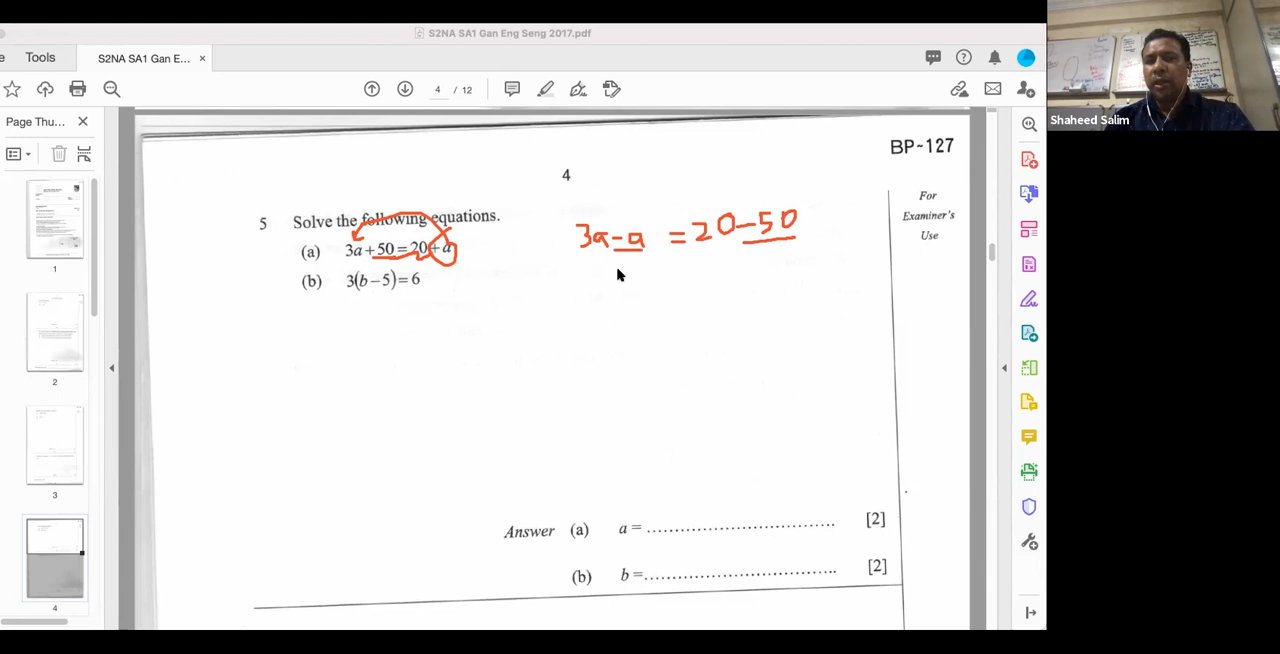 S2NA SA1 Gan Eng Seng 2017.pdf
e Tools S2NA SA1 Gan E... ×
4 / 12
Page Thu... ×
1
2
3
4
BP-127
4
For
Examiner's
Use
5 Solve the following equations.
(a) 3a + 50 = 20 + a
(b) 3(b − 5) = 6
3a − a = 20 − 50
Answer (a) a = .................................... [2]
(b) b = .................................... [2]
Shaheed Salim